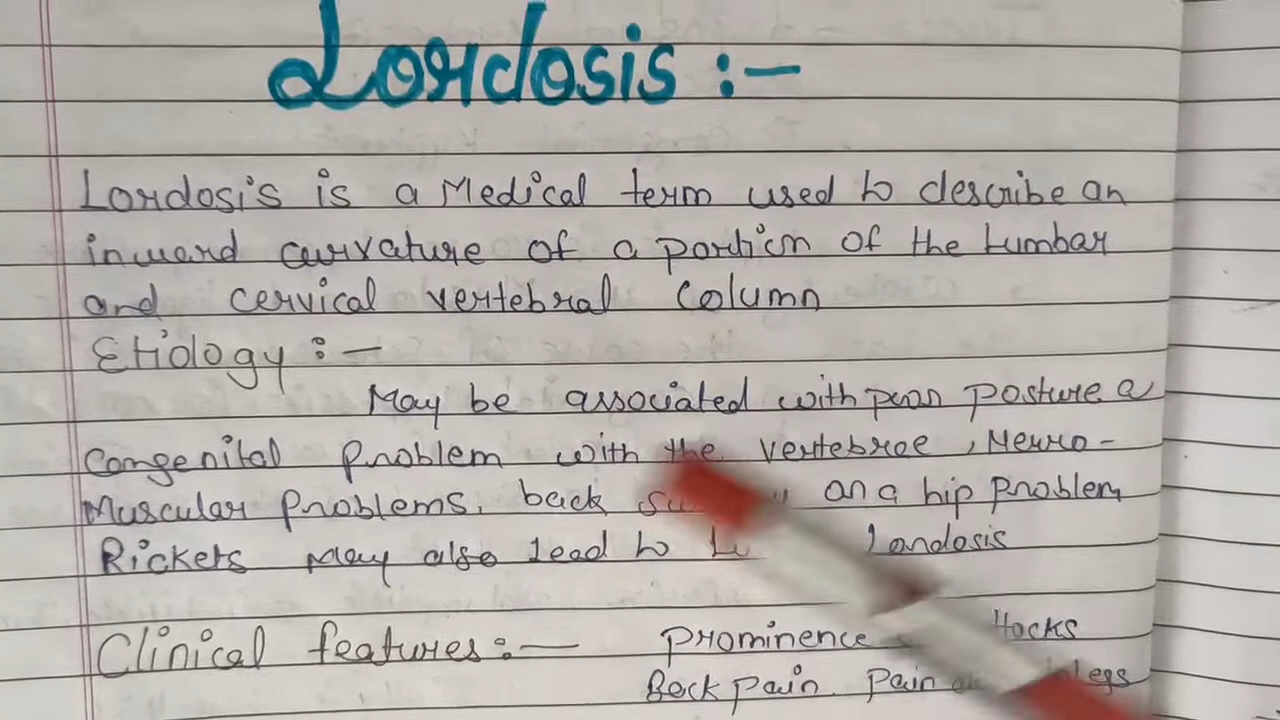 Lordosis :-
Lordosis is a Medical term used to describe an
inward curvature of a portion of the Lumbar
and cervical vertebral column
Etiology :-
May be associated with poor posture a
Congenital problem with the vertebrae, Neuro-
Muscular problems, back or a hip problem
Rickets may also lead to Lordosis
Clinical features :- Prominence
Back pain. Pain legs